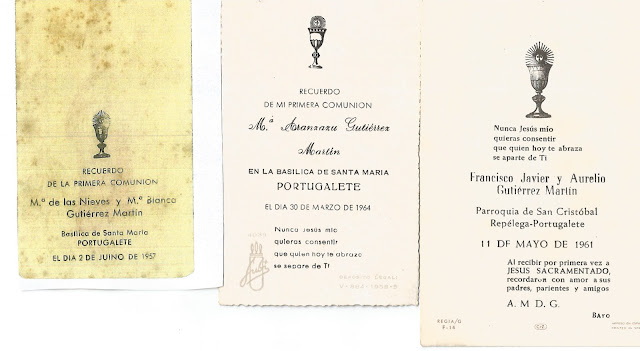 RECUERDO
DE LA PRIMERA COMUNION
M.ª de las Nieves y M.ª Blanca
Gutiérrez Martín
Basílica de Santa María
PORTUGALETE
EL DIA 2 DE JUINO DE 1957
RECUERDO
DE MI PRIMERA COMUNION
M.ª Aranzazu Gutiérrez
Martín
EN LA BASILICA DE SANTA MARIA
PORTUGALETE
EL DIA 30 DE MARZO DE 1964
Nunca Jesús mío
quieras consentir
que quien hoy te abraza
se separe de Ti
Nunca Jesús mío
quieras consentir
que quien hoy te abraza
se aparte de Ti
Francisco Javier y Aurelio
Gutiérrez Martín
Parroquia de San Cristóbal
Repélega-Portugalete
11 DE MAYO DE 1961
Al recibir por primera vez a
JESUS SACRAMENTADO,
recordaron con amor a sus
padres, parientes y amigos
A. M. D. G.
REGIA/G
F-14